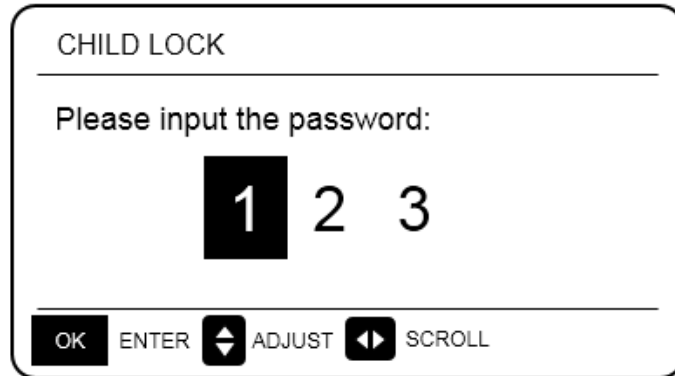 CHILD LOCK
Please input the password:
1 2 3
OK ENTER ADJUST SCROLL